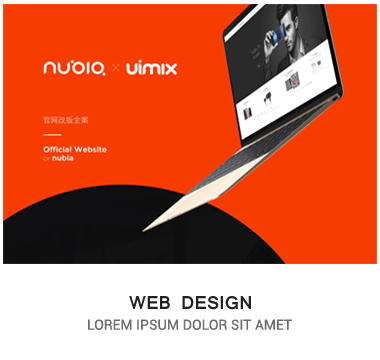 nubia × UIMIX
官网改版全案
Official Website
OF nubia
WEB DESIGN
LOREM IPSUM DOLOR SIT AMET